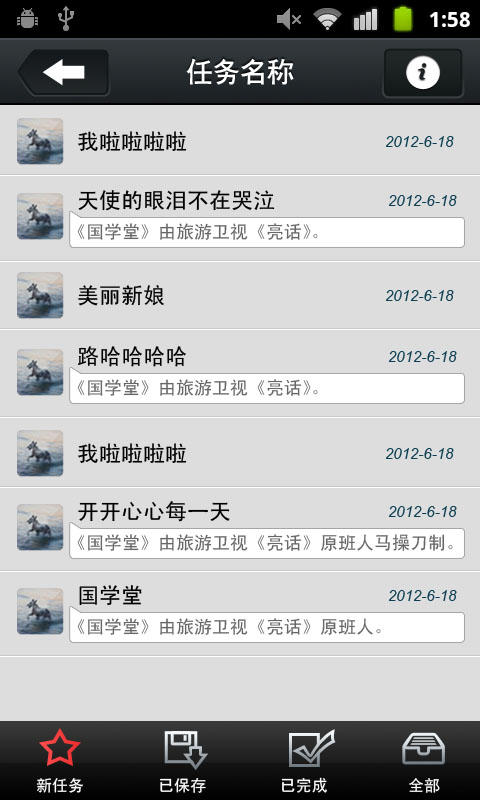 1:58
任务名称
我啦啦啦啦
2012-6-18
天使的眼泪不在哭泣
2012-6-18
《国学堂》由旅游卫视《亮话》。
美丽新娘
2012-6-18
路哈哈哈哈
2012-6-18
《国学堂》由旅游卫视《亮话》。
我啦啦啦啦
2012-6-18
开开心心每一天
2012-6-18
《国学堂》由旅游卫视《亮话》原班人马操刀制。
国学堂
2012-6-18
《国学堂》由旅游卫视《亮话》原班人。
新任务
已保存
已完成
全部